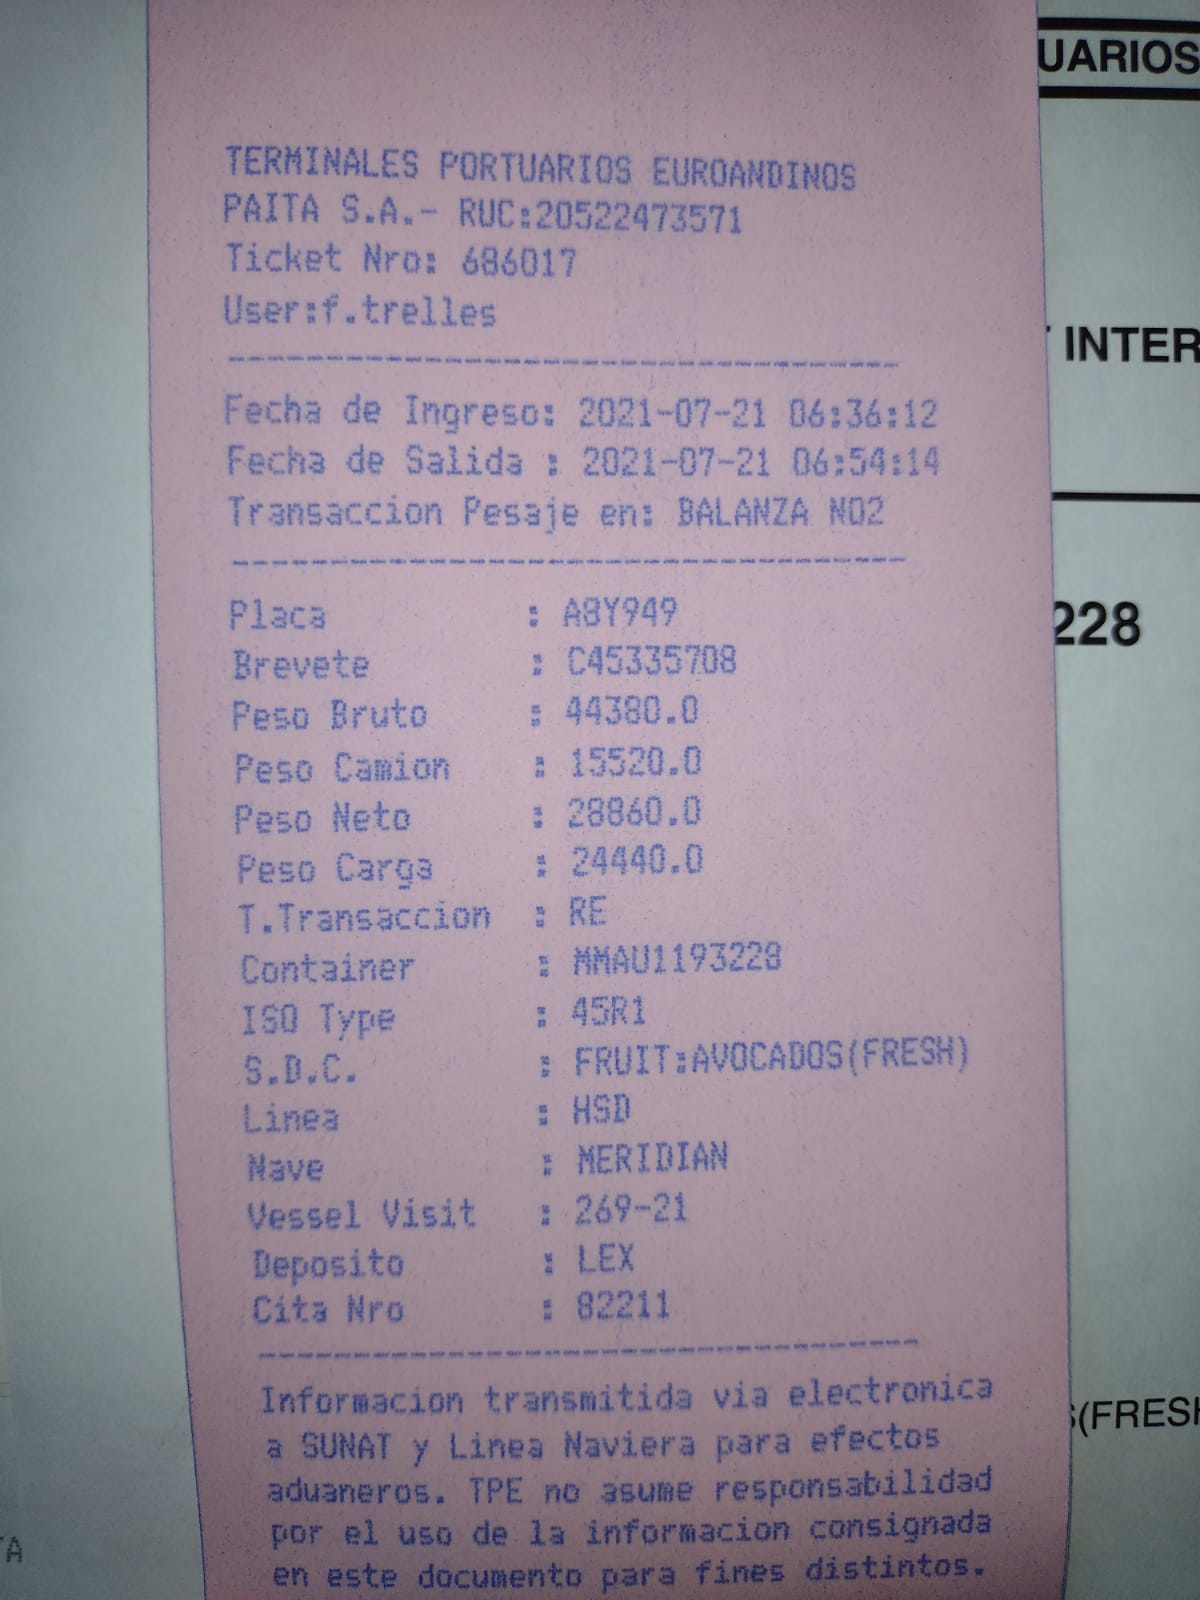 TERMINALES PORTUARIOS EUROANDINOS
PAITA S.A.- RUC:20522473571
Ticket Nro: 686017
User:f.trelles
Fecha de Ingreso: 2021-07-21 06:36:12
Fecha de Salida : 2021-07-21 06:54:14
Transaccion Pesaje en: BALANZA NO2
Placa : A8Y949
Brevete : C45335708
Peso Bruto : 44380.0
Peso Camion : 15520.0
Peso Neto : 28860.0
Peso Carga : 24440.0
T.Transaccion : RE
Container : MMAU1193228
ISO Type : 45R1
S.D.C. : FRUIT:AVOCADOS(FRESH)
Linea : HSD
Nave : MERIDIAN
Vessel Visit : 269-21
Deposito : LEX
Cita Nro : 82211
Informacion transmitida via electronica
a SUNAT y Linea Naviera para efectos
aduaneros. TPE no asume responsabilidad
por el uso de la informacion consignada
en este documento para fines distintos.
UARIOS
INTER
228
S(FRESH
TA